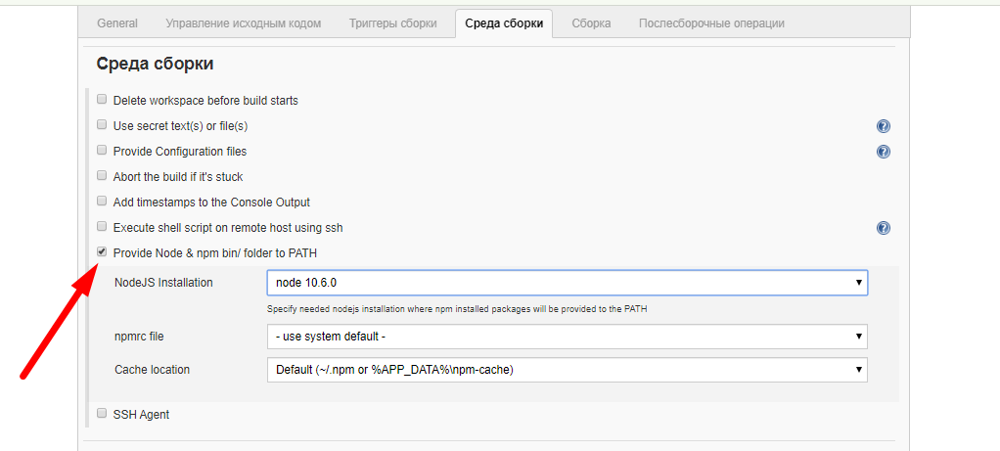 General Управление исходным кодом Триггеры сборки Среда сборки Сборка Послесборочные операции
Среда сборки
Delete workspace before build starts
Use secret text(s) or file(s)
Provide Configuration files
Abort the build if it's stuck
Add timestamps to the Console Output
Execute shell script on remote host using ssh
Provide Node & npm bin/ folder to PATH
NodeJS Installation node 10.6.0
Specify needed nodejs installation where npm installed packages will be provided to the PATH
npmrc file - use system default -
Cache location Default (~/.npm or %APP_DATA%\npm-cache)
SSH Agent